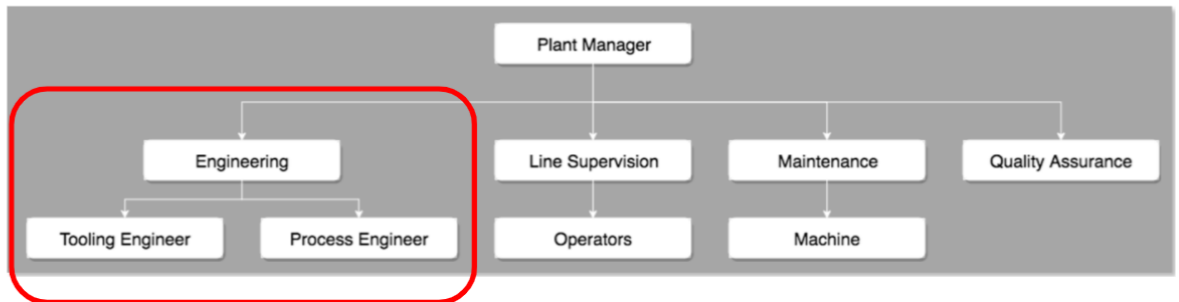 Plant Manager
Engineering
Line Supervision
Maintenance
Quality Assurance
Tooling Engineer
Process Engineer
Operators
Machine